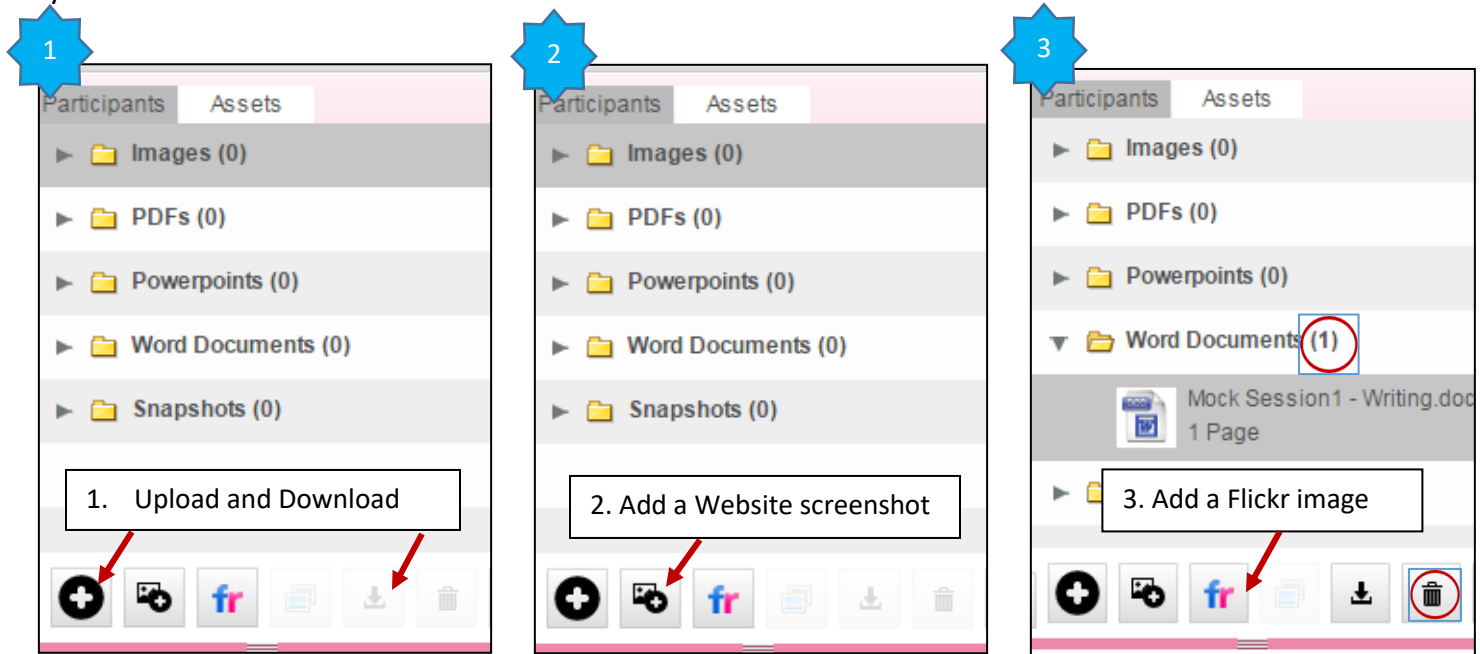 1
Participants Assets
Images (0)
PDFs (0)
Powerpoints (0)
Word Documents (0)
Snapshots (0)
1. Upload and Download
fr
2
Participants Assets
Images (0)
PDFs (0)
Powerpoints (0)
Word Documents (0)
Snapshots (0)
2. Add a Website screenshot
fr
3
Participants Assets
Images (0)
PDFs (0)
Powerpoints (0)
Word Documents (1)
Mock Session1 - Writing.doc
1 Page
3. Add a Flickr image
fr